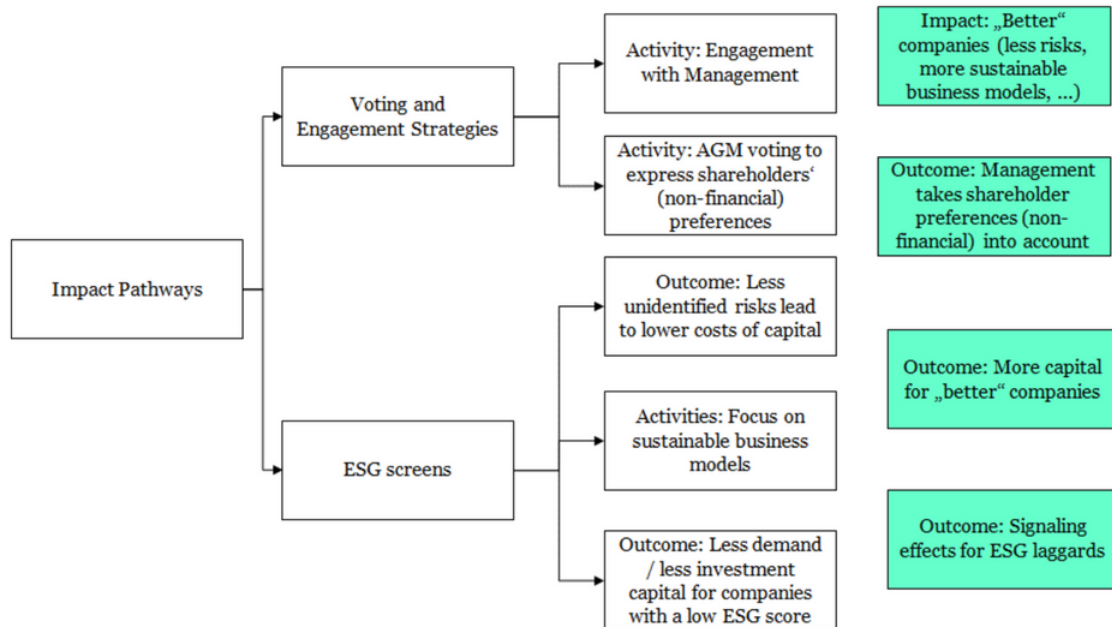 Impact Pathways
Voting and
Engagement Strategies
ESG screens
Activity: Engagement
with Management
Activity: AGM voting to
express shareholders‘
(non-financial)
preferences
Outcome: Less
unidentified risks lead
to lower costs of capital
Activities: Focus on
sustainable business
models
Outcome: Less demand
/ less investment
capital for companies
with a low ESG score
Impact: „Better“
companies (less risks,
more sustainable
business models, ...)
Outcome: Management
takes shareholder
preferences (non-
financial) into account
Outcome: More capital
for „better“ companies
Outcome: Signaling
effects for ESG laggards